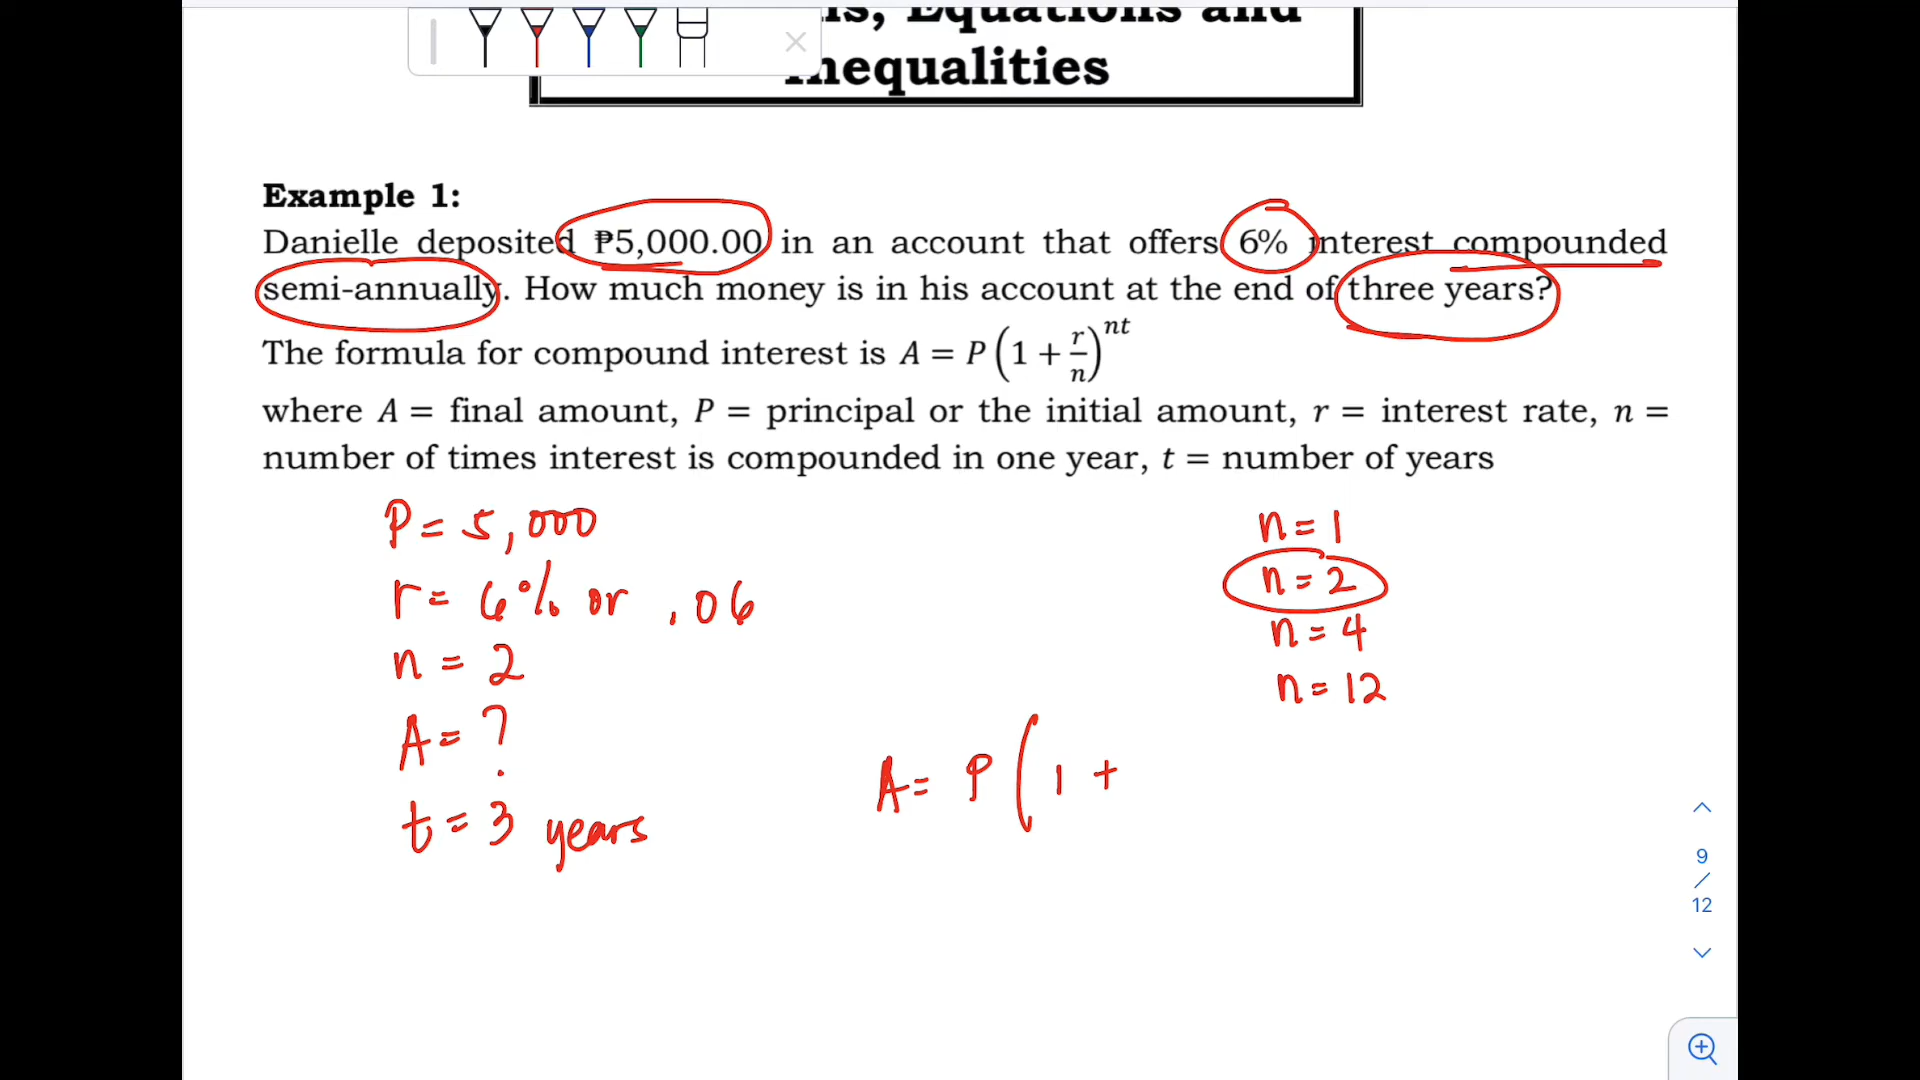 Equations and
Inequalities
Example 1:
Danielle deposited ₱5,000.00 in an account that offers 6% interest compounded
semi-annually. How much money is in his account at the end of three years?
The formula for compound interest is A = P(1 + r/n)^nt
where A = final amount, P = principal or the initial amount, r = interest rate, n =
number of times interest is compounded in one year, t = number of years
P = 5,000
r = 6% or .06
n = 2
A = ?
t = 3 years
n = 1
n = 2
n = 4
n = 12
A = P ( 1 +
9
/
12